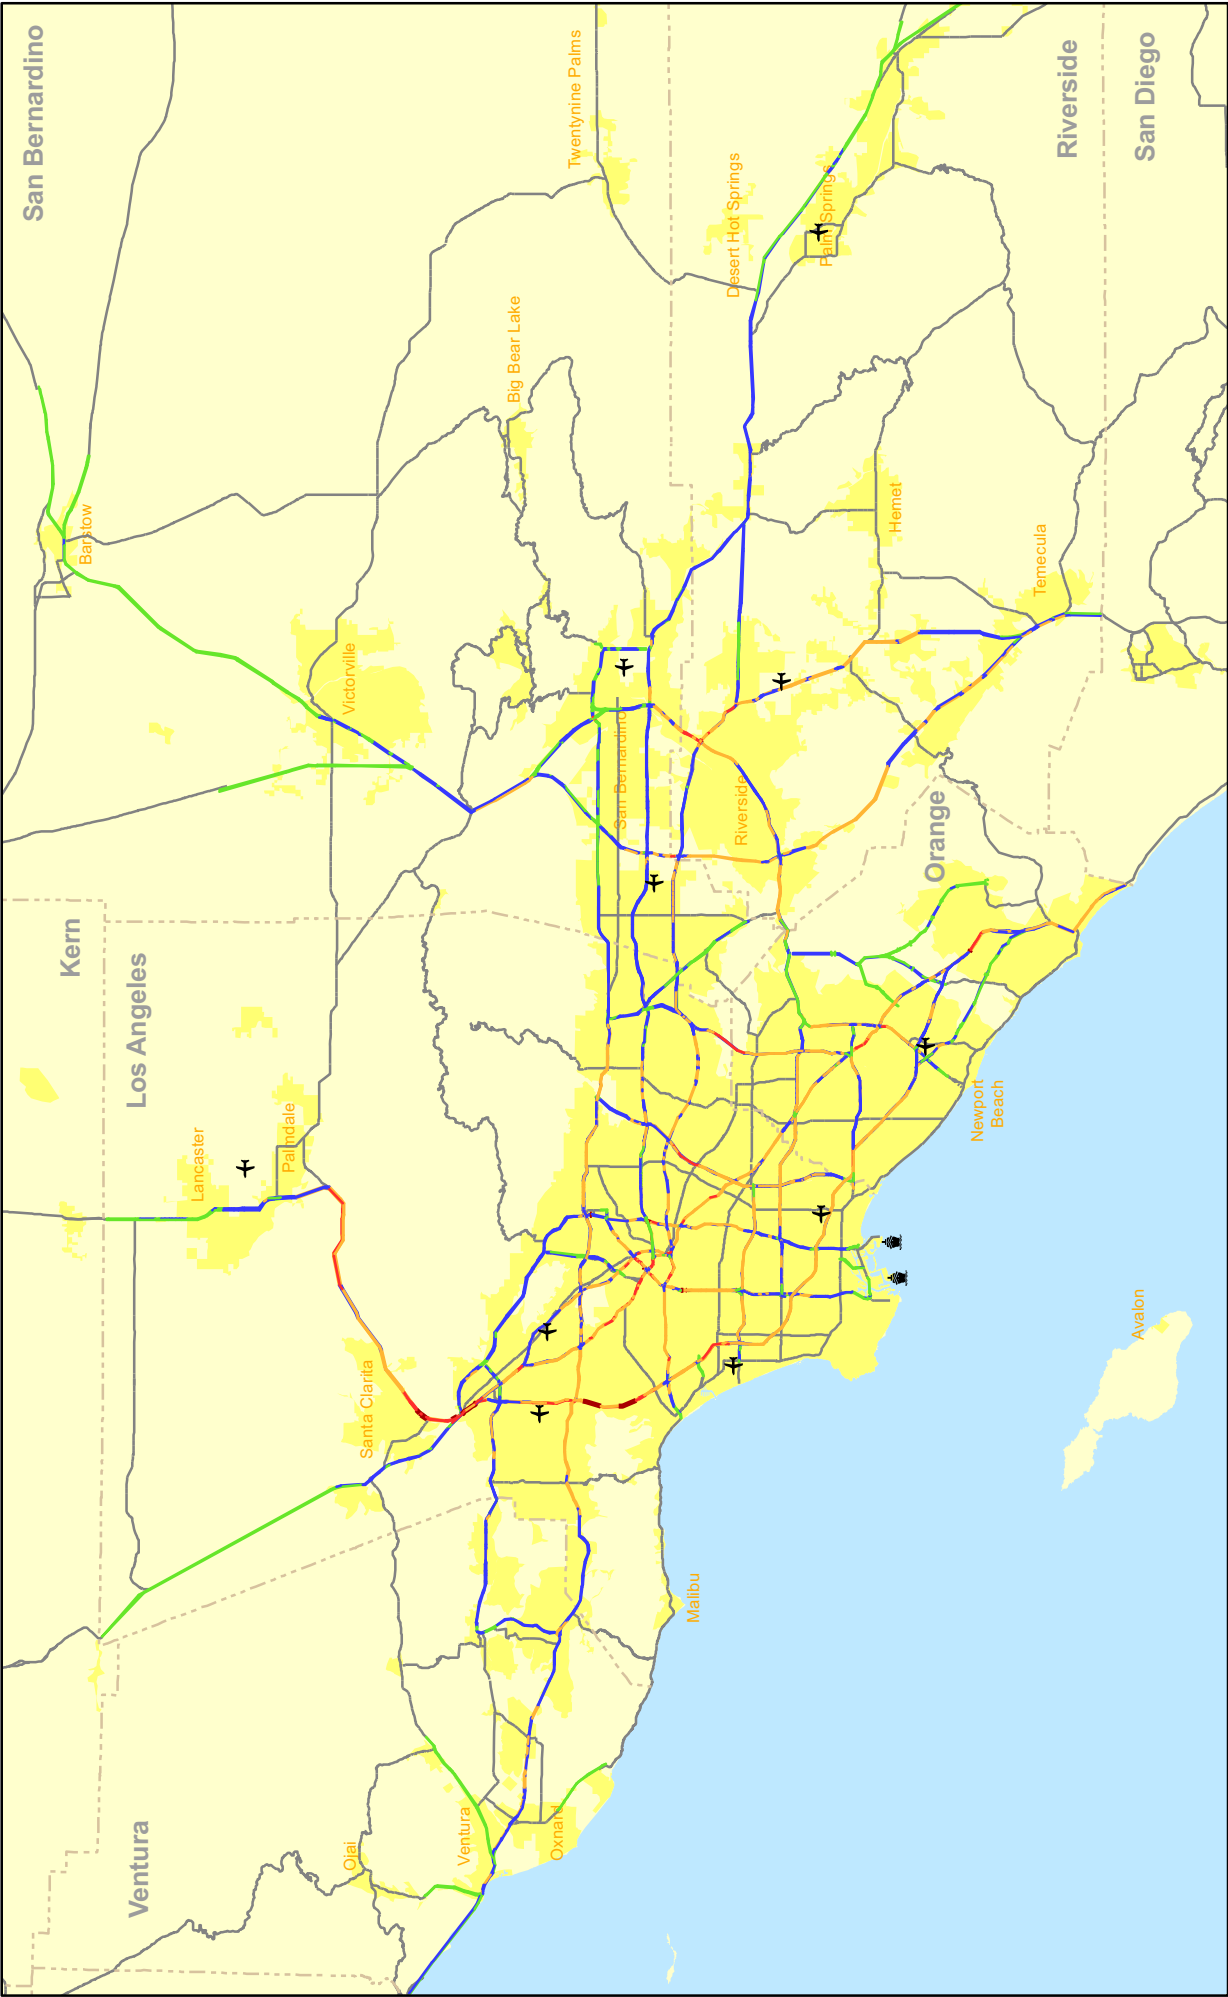 San Bernardino
Kern
Los Angeles
Ventura
Riverside
San Diego
Orange
Barstow
Victorville
Big Bear Lake
Twentynine Palms
Desert Hot Springs
Palm Springs
Hemet
Temecula
San Bernardino
Riverside
Lancaster
Palmdale
Santa Clarita
Newport
Beach
Avalon
Malibu
Ojai
Ventura
Oxnard